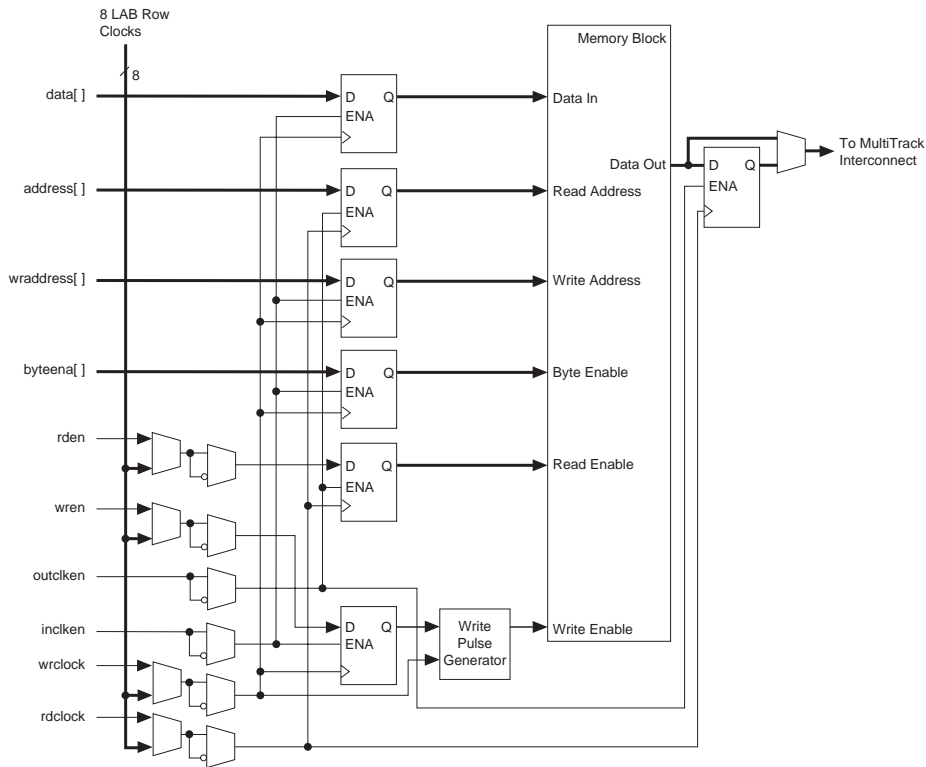 8 LAB Row
Clocks
8
Memory Block
data[ ]
D Q
ENA
Data In
To MultiTrack
Interconnect
Data Out
D Q
ENA
address[ ]
D Q
ENA
Read Address
wraddress[ ]
D Q
ENA
Write Address
byteena[ ]
D Q
ENA
Byte Enable
rden
D Q
ENA
Read Enable
wren
outclken
inclken
D Q
ENA
Write
Pulse
Generator
Write Enable
wrclock
rdclock